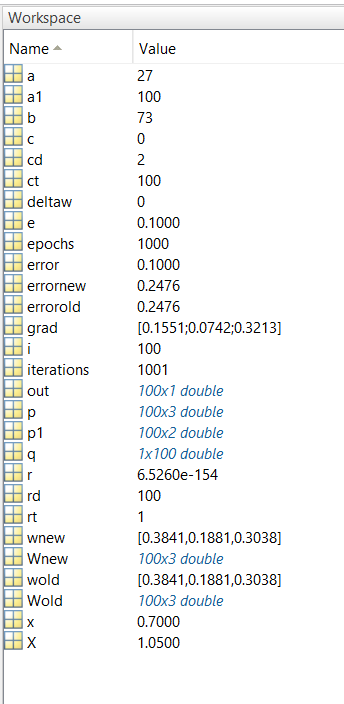 Workspace
Name Value
a 27
a1 100
b 73
c 0
cd 2
ct 100
deltaw 0
e 0.1000
epochs 1000
error 0.1000
errornew 0.2476
errorold 0.2476
grad [0.1551;0.0742;0.3213]
i 100
iterations 1001
out 100x1 double
p 100x3 double
p1 100x2 double
q 1x100 double
r 6.5260e-154
rd 100
rt 1
wnew [0.3841,0.1881,0.3038]
Wnew 100x3 double
wold [0.3841,0.1881,0.3038]
Wold 100x3 double
x 0.7000
X 1.0500